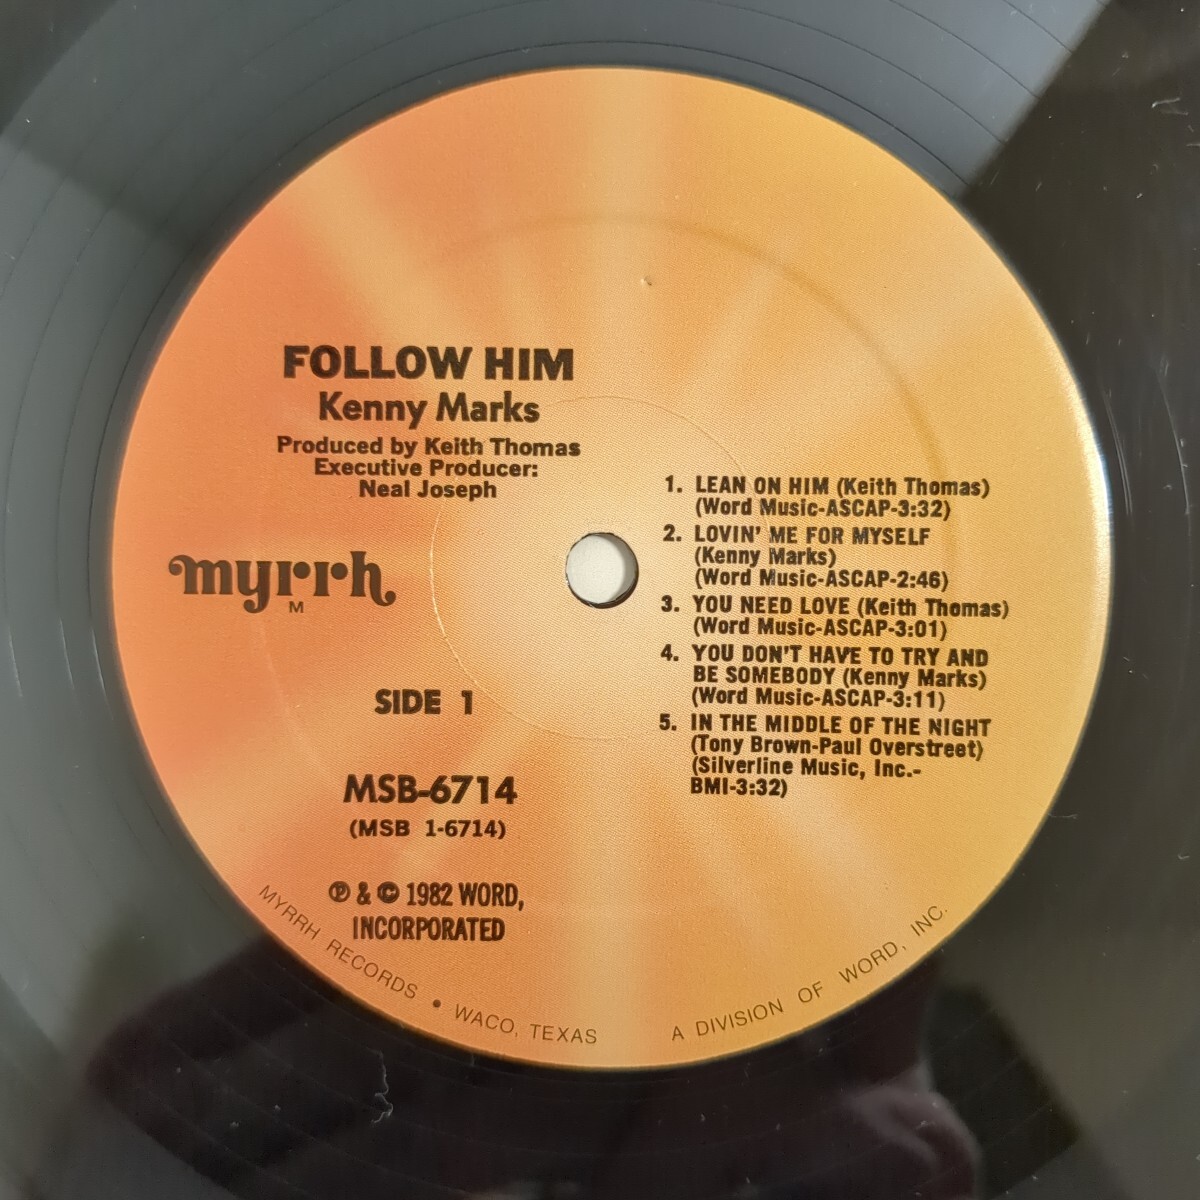 FOLLOW HIM
Kenny Marks
Produced by Keith Thomas
Executive Producer:
Neal Joseph
myrrh
M
SIDE 1
MSB-6714
(MSB 1-6714)
℗ & © 1982 WORD,
INCORPORATED
1. LEAN ON HIM (Keith Thomas)
(Word Music-ASCAP-3:32)
2. LOVIN' ME FOR MYSELF
(Kenny Marks)
(Word Music-ASCAP-2:46)
3. YOU NEED LOVE (Keith Thomas)
(Word Music-ASCAP-3:01)
4. YOU DON'T HAVE TO TRY AND
BE SOMEBODY (Kenny Marks)
(Word Music-ASCAP-3:11)
5. IN THE MIDDLE OF THE NIGHT
(Tony Brown-Paul Overstreet)
(Silverline Music, Inc.-
BMI-3:32)
MYRRH RECORDS • WACO, TEXAS A DIVISION OF WORD, INC.